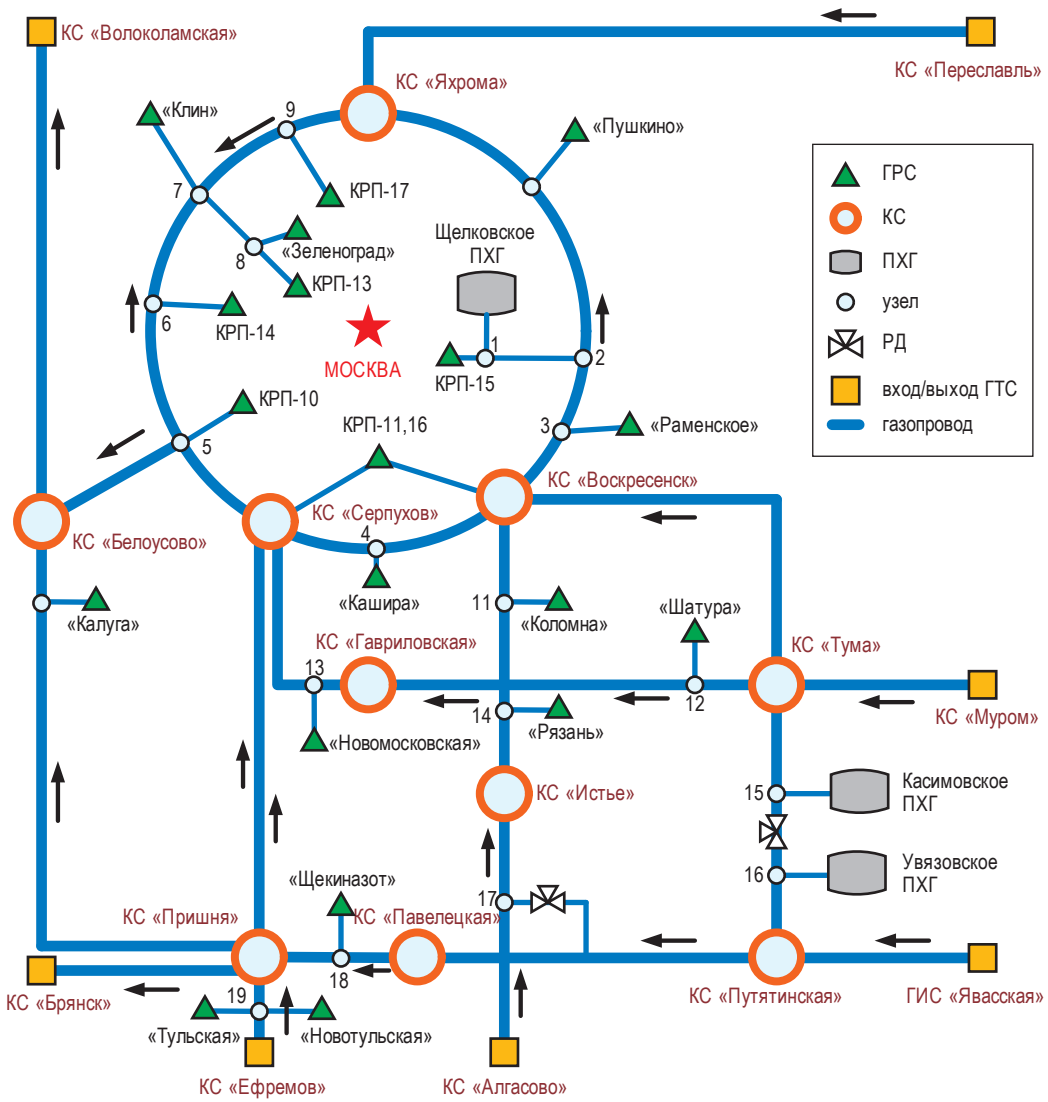 КС «Волоколамская»
КС «Яхрома»
КС «Переславль»
«Клин»
9
«Пушкино»
7
КРП-17
ГРС
КС
ПХГ
узел
РД
вход/выход ГТС
газопровод
Щелковское
ПХГ
«Зеленоград»
8
КРП-13
6
КРП-14
МОСКВА
1
2
КРП-15
КРП-10
КРП-11,16
3
«Раменское»
5
КС «Воскресенск»
КС «Серпухов»
КС «Белоусово»
4
«Кашира»
«Калуга»
11
«Коломна»
«Шатура»
КС «Гавриловская»
КС «Тума»
13
12
14
«Рязань»
КС «Муром»
«Новомосковская»
15
Касимовское
ПХГ
КС «Истье»
16
Увязовское
ПХГ
«Щекиназот»
17
КС «Пришня»
КС «Павелецкая»
18
КС «Путятинская»
ГИС «Явасская»
КС «Брянск»
19
«Тульская»
«Новотульская»
КС «Ефремов»
КС «Алгасово»